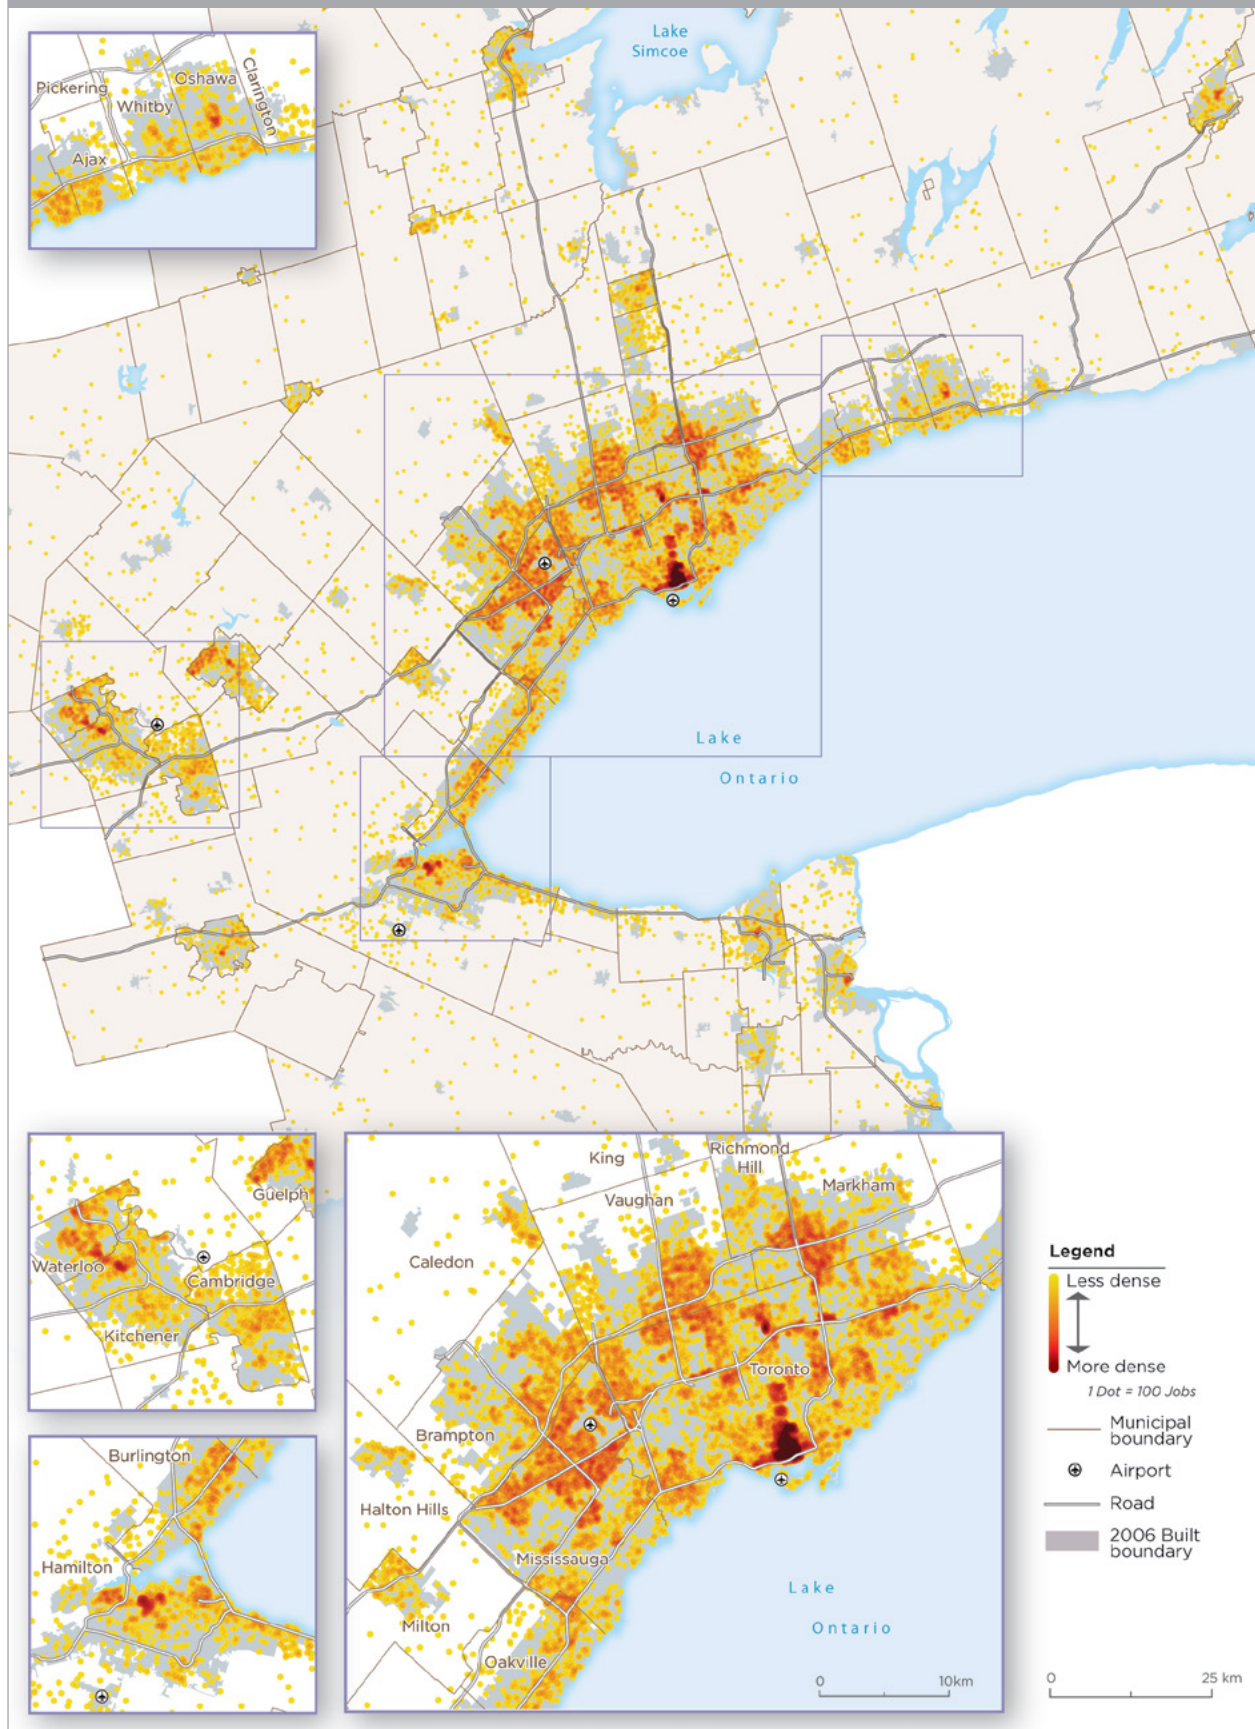 Lake
Simcoe
Pickering
Oshawa
Whitby
Clarington
Ajax
Lake
Ontario
Guelph
Waterloo
Cambridge
Kitchener
Burlington
Hamilton
King
Richmond
Hill
Vaughan
Markham
Caledon
Toronto
Brampton
Halton Hills
Mississauga
Milton
Oakville
Lake
Ontario
0 10km
Legend
Less dense
More dense
1 Dot = 100 Jobs
Municipal
boundary
Airport
Road
2006 Built
boundary
0 25 km